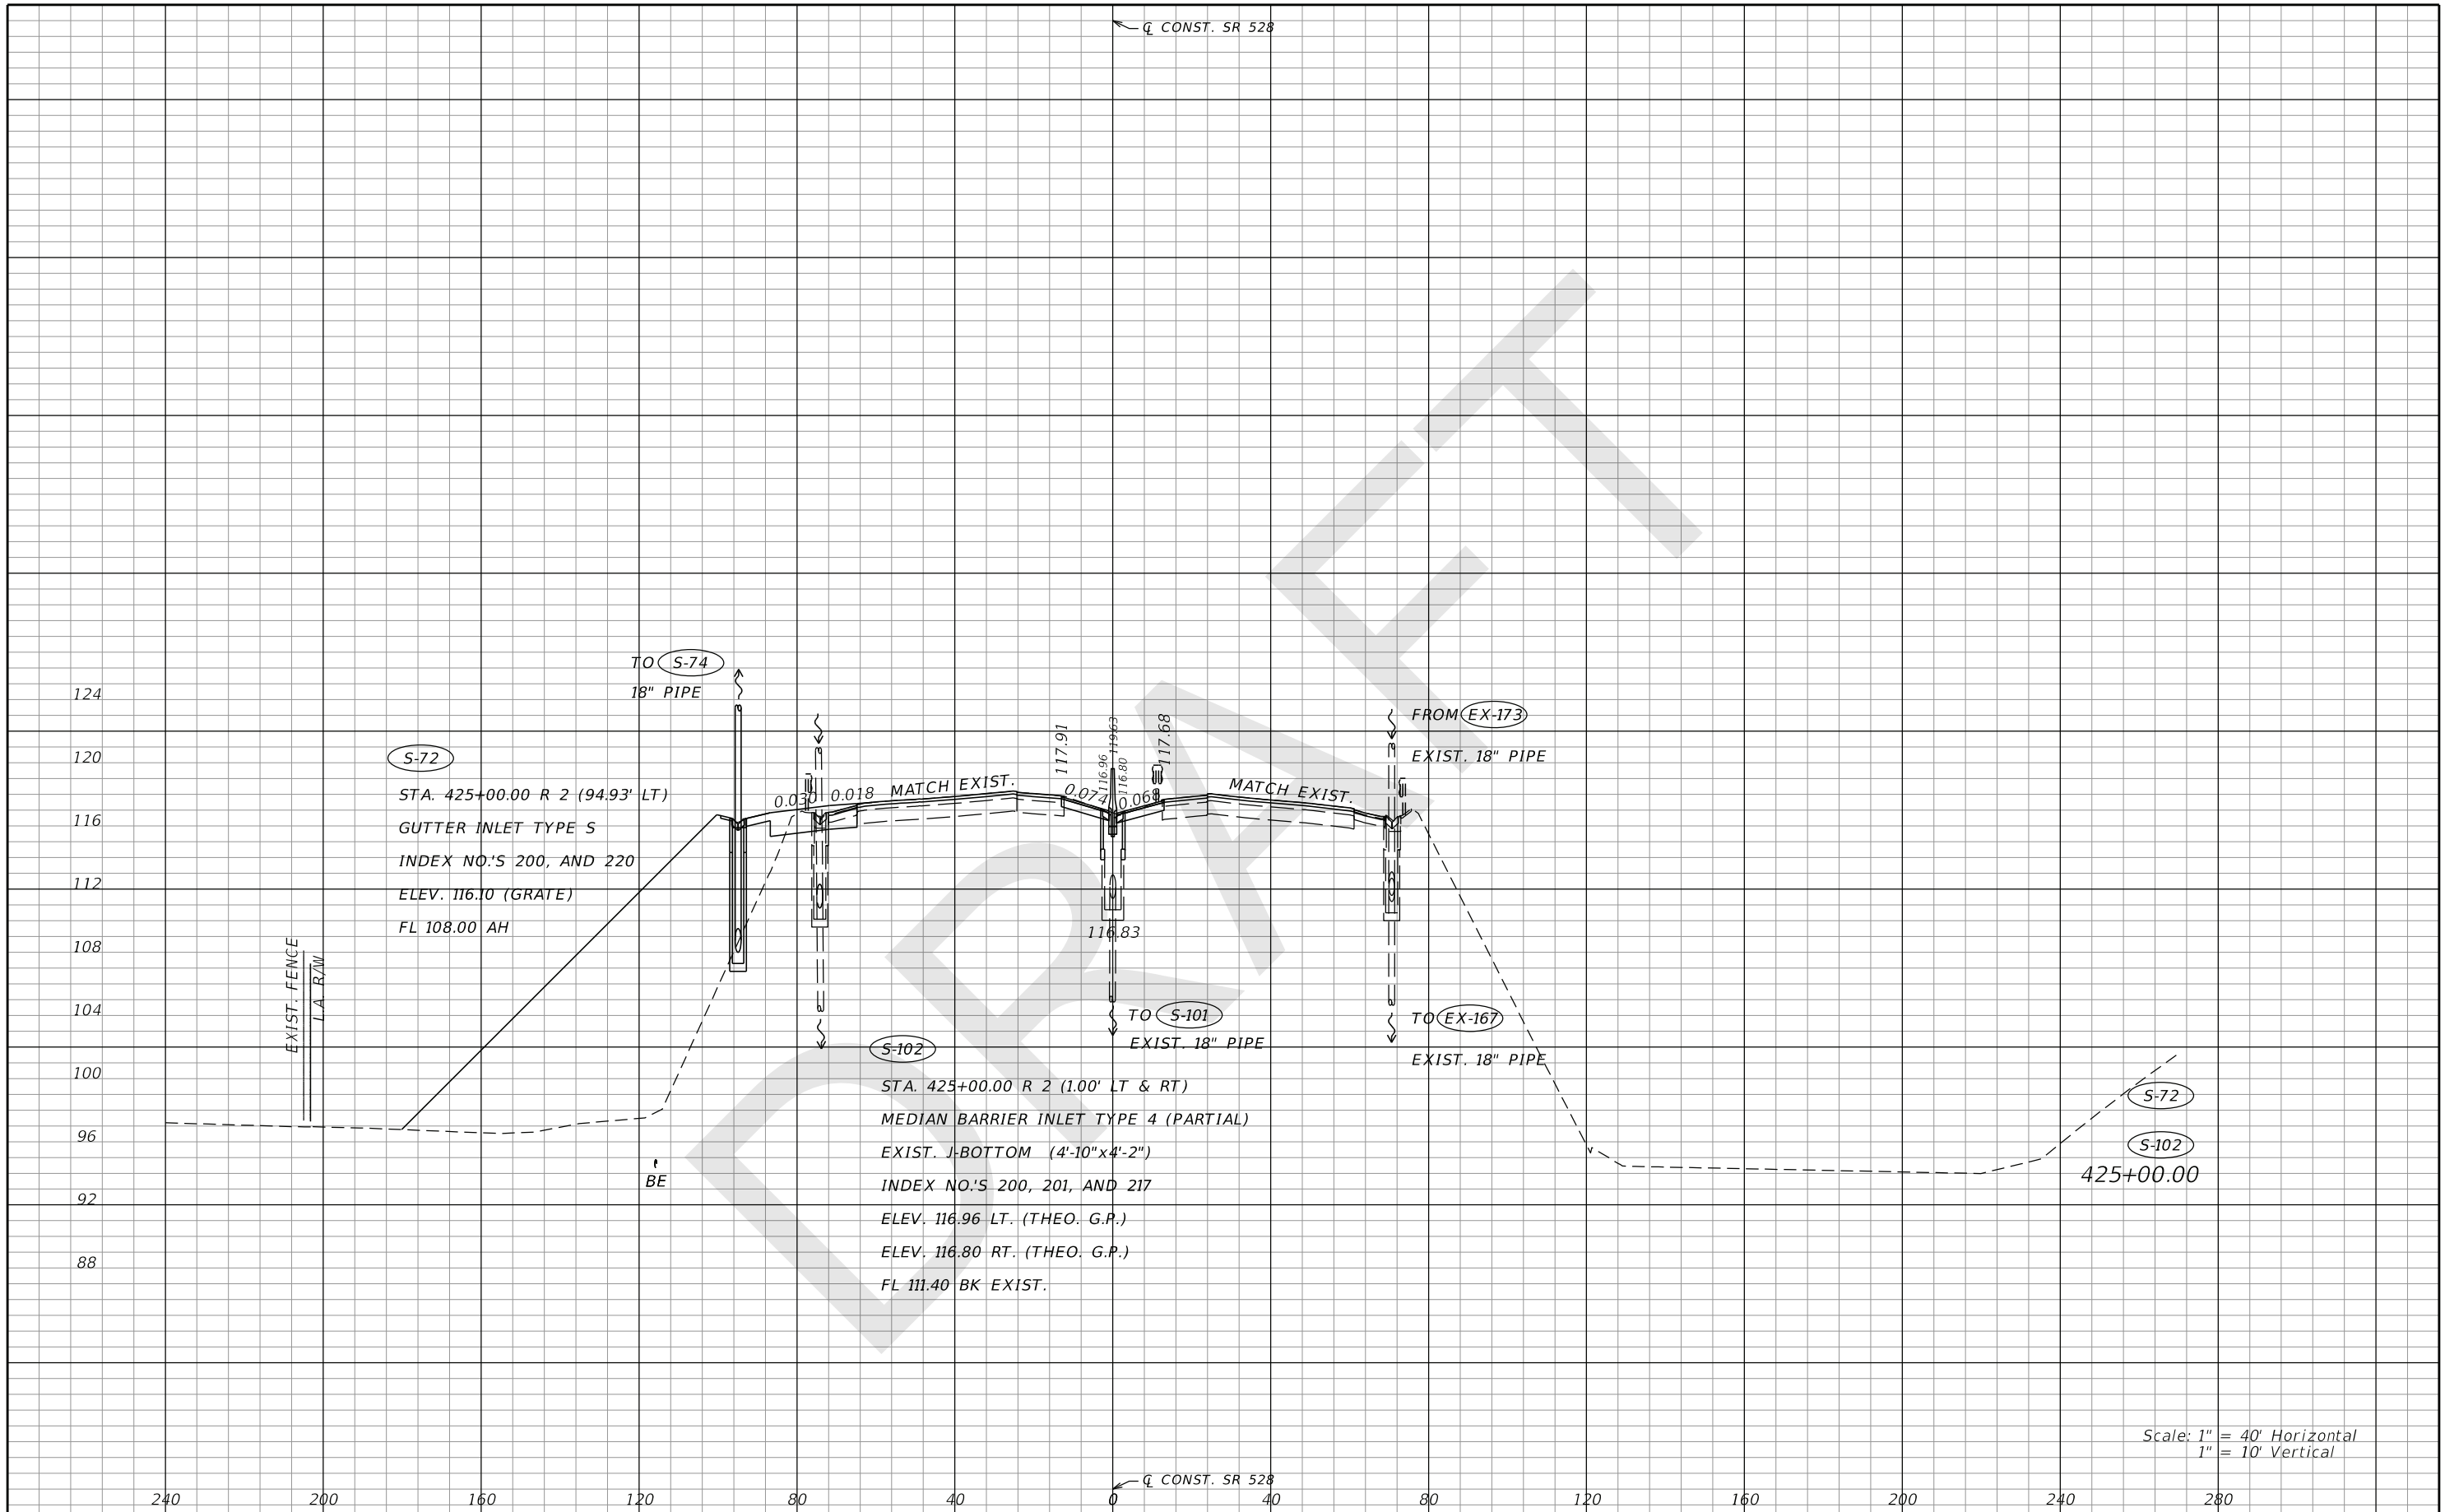 ℄ CONST. SR 528
TO S-74
18" PIPE
S-72
STA. 425+00.00 R 2 (94.93' LT)
GUTTER INLET TYPE S
INDEX NO.'S 200, AND 220
ELEV. 116.10 (GRATE)
FL 108.00 AH
124
120
116
112
108
104
100
96
92
88
EXIST. FENCE
L.A. R/W
BE
0.030
0.018
MATCH EXIST.
117.91
0.074
116.96
119.63
116.80
0.068
117.68
MATCH EXIST.
FROM EX-173
EXIST. 18" PIPE
116.83
TO S-101
EXIST. 18" PIPE
TO EX-167
EXIST. 18" PIPE
S-102
STA. 425+00.00 R 2 (1.00' LT & RT)
MEDIAN BARRIER INLET TYPE 4 (PARTIAL)
EXIST. J-BOTTOM (4'-10"x4'-2")
INDEX NO.'S 200, 201, AND 217
ELEV. 116.96 LT. (THEO. G.P.)
ELEV. 116.80 RT. (THEO. G.P.)
FL 111.40 BK EXIST.
S-72
S-102
425+00.00
DRAFT
Scale: 1" = 40' Horizontal
1" = 10' Vertical
℄ CONST. SR 528
240 200 160 120 80 40 0 40 80 120 160 200 240 280